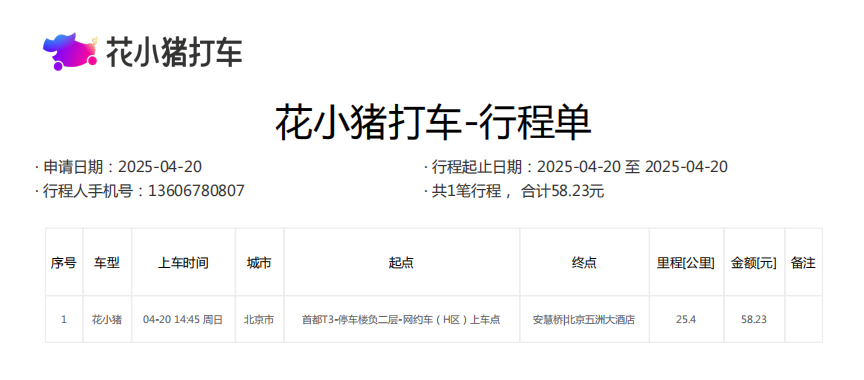 花小猪打车
花小猪打车-行程单
· 申请日期：2025-04-20 · 行程起止日期：2025-04-20 至 2025-04-20
· 行程人手机号：13606780807 · 共1笔行程， 合计58.23元
序号 车型 上车时间 城市 起点 终点 里程[公里] 金额[元] 备注
1 花小猪 04-20 14:45 周日 北京市 首都T3-停车楼负二层-网约车（H区）上车点 安慧桥|北京五洲大酒店 25.4 58.23